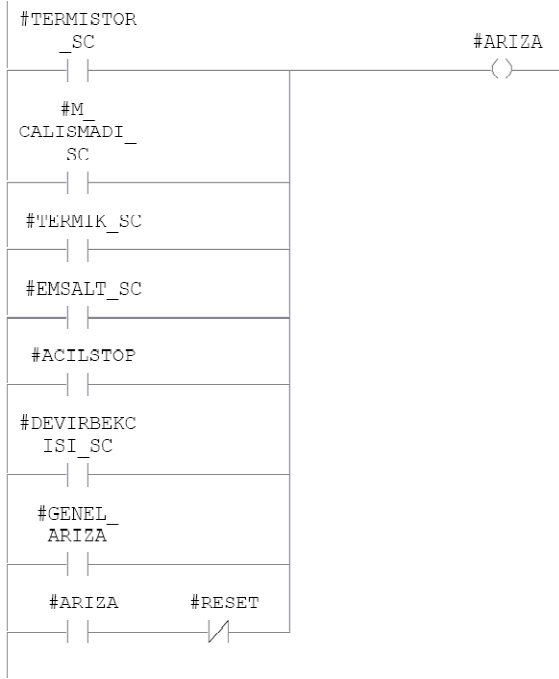 #TERMISTOR
_SC
#ARIZA
#M_
CALISMADI_
SC
#TERMIK_SC
#EMSALT_SC
#ACILSTOP
#DEVIRBEKC
ISI_SC
#GENEL_
ARIZA
#ARIZA #RESET